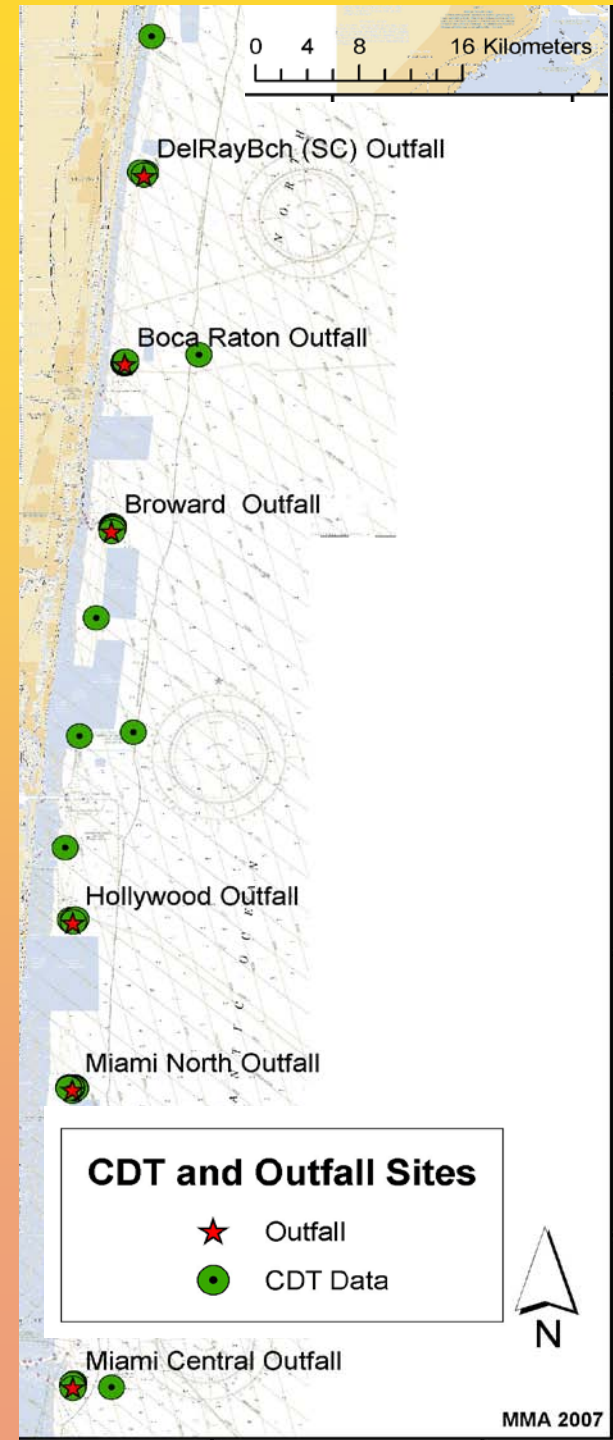 0 4 8 16 Kilometers
DelRayBch (SC) Outfall
N O R T H
Boca Raton Outfall
Broward Outfall
Hollywood Outfall
A N T I C O C E N
Miami North Outfall
CDT and Outfall Sites
Outfall
CDT Data
N
Miami Central Outfall
MMA 2007